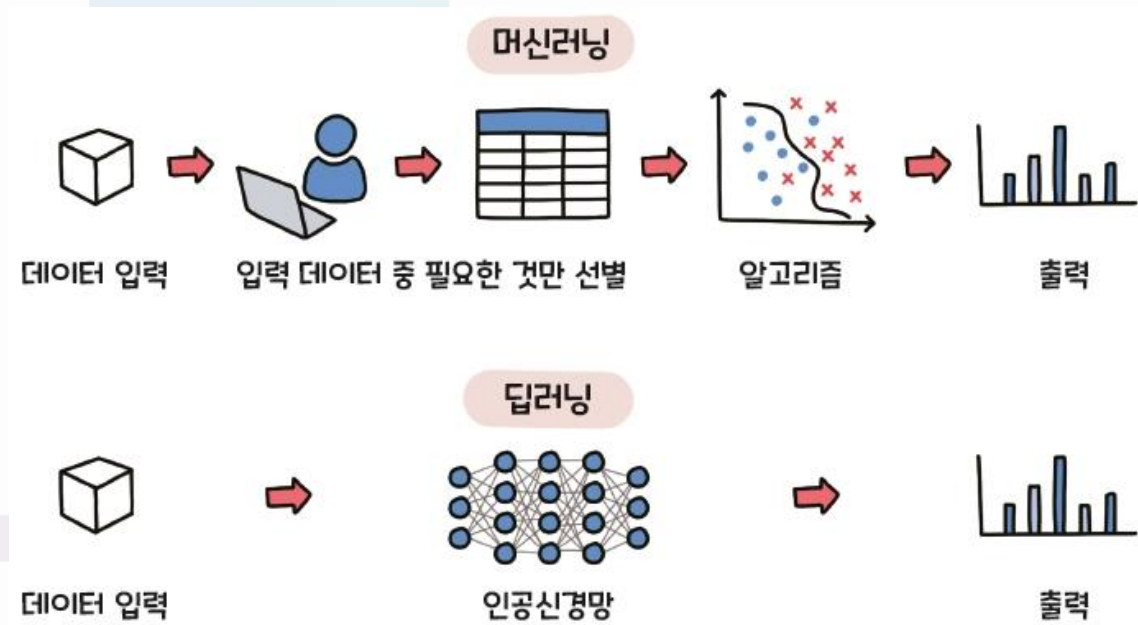 머신러닝
데이터 입력
입력 데이터 중 필요한 것만 선별
알고리즘
출력
딥러닝
데이터 입력
인공신경망
출력